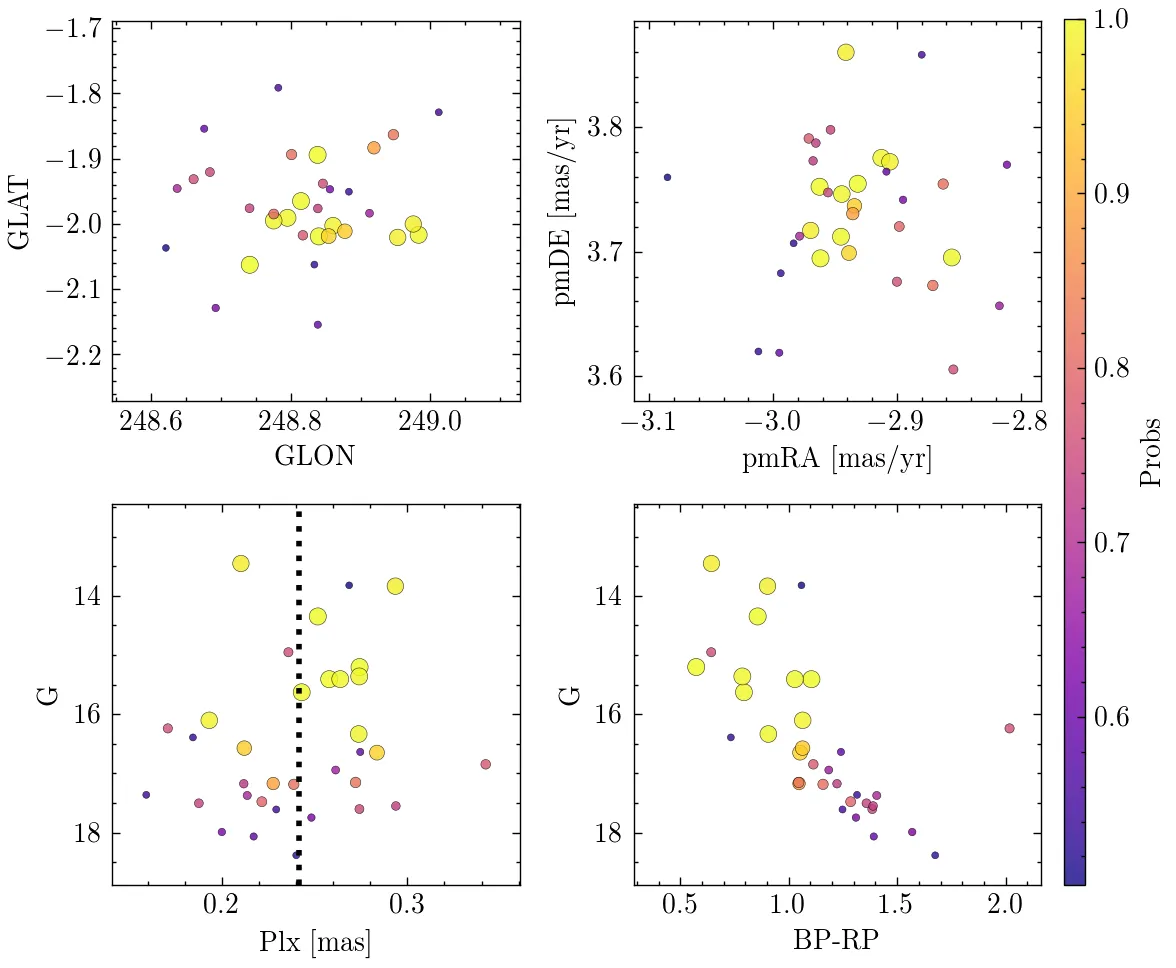 −1.7
−1.8
−1.9
−2.0
−2.1
−2.2
GLAT
248.6 248.8 249.0
GLON
3.8
3.7
3.6
pmDE [mas/yr]
−3.1 −3.0 −2.9 −2.8
pmRA [mas/yr]
14
16
18
G
0.2 0.3
Plx [mas]
14
16
18
G
0.5 1.0 1.5 2.0
BP-RP
1.0
0.9
0.8
0.7
0.6
Probs